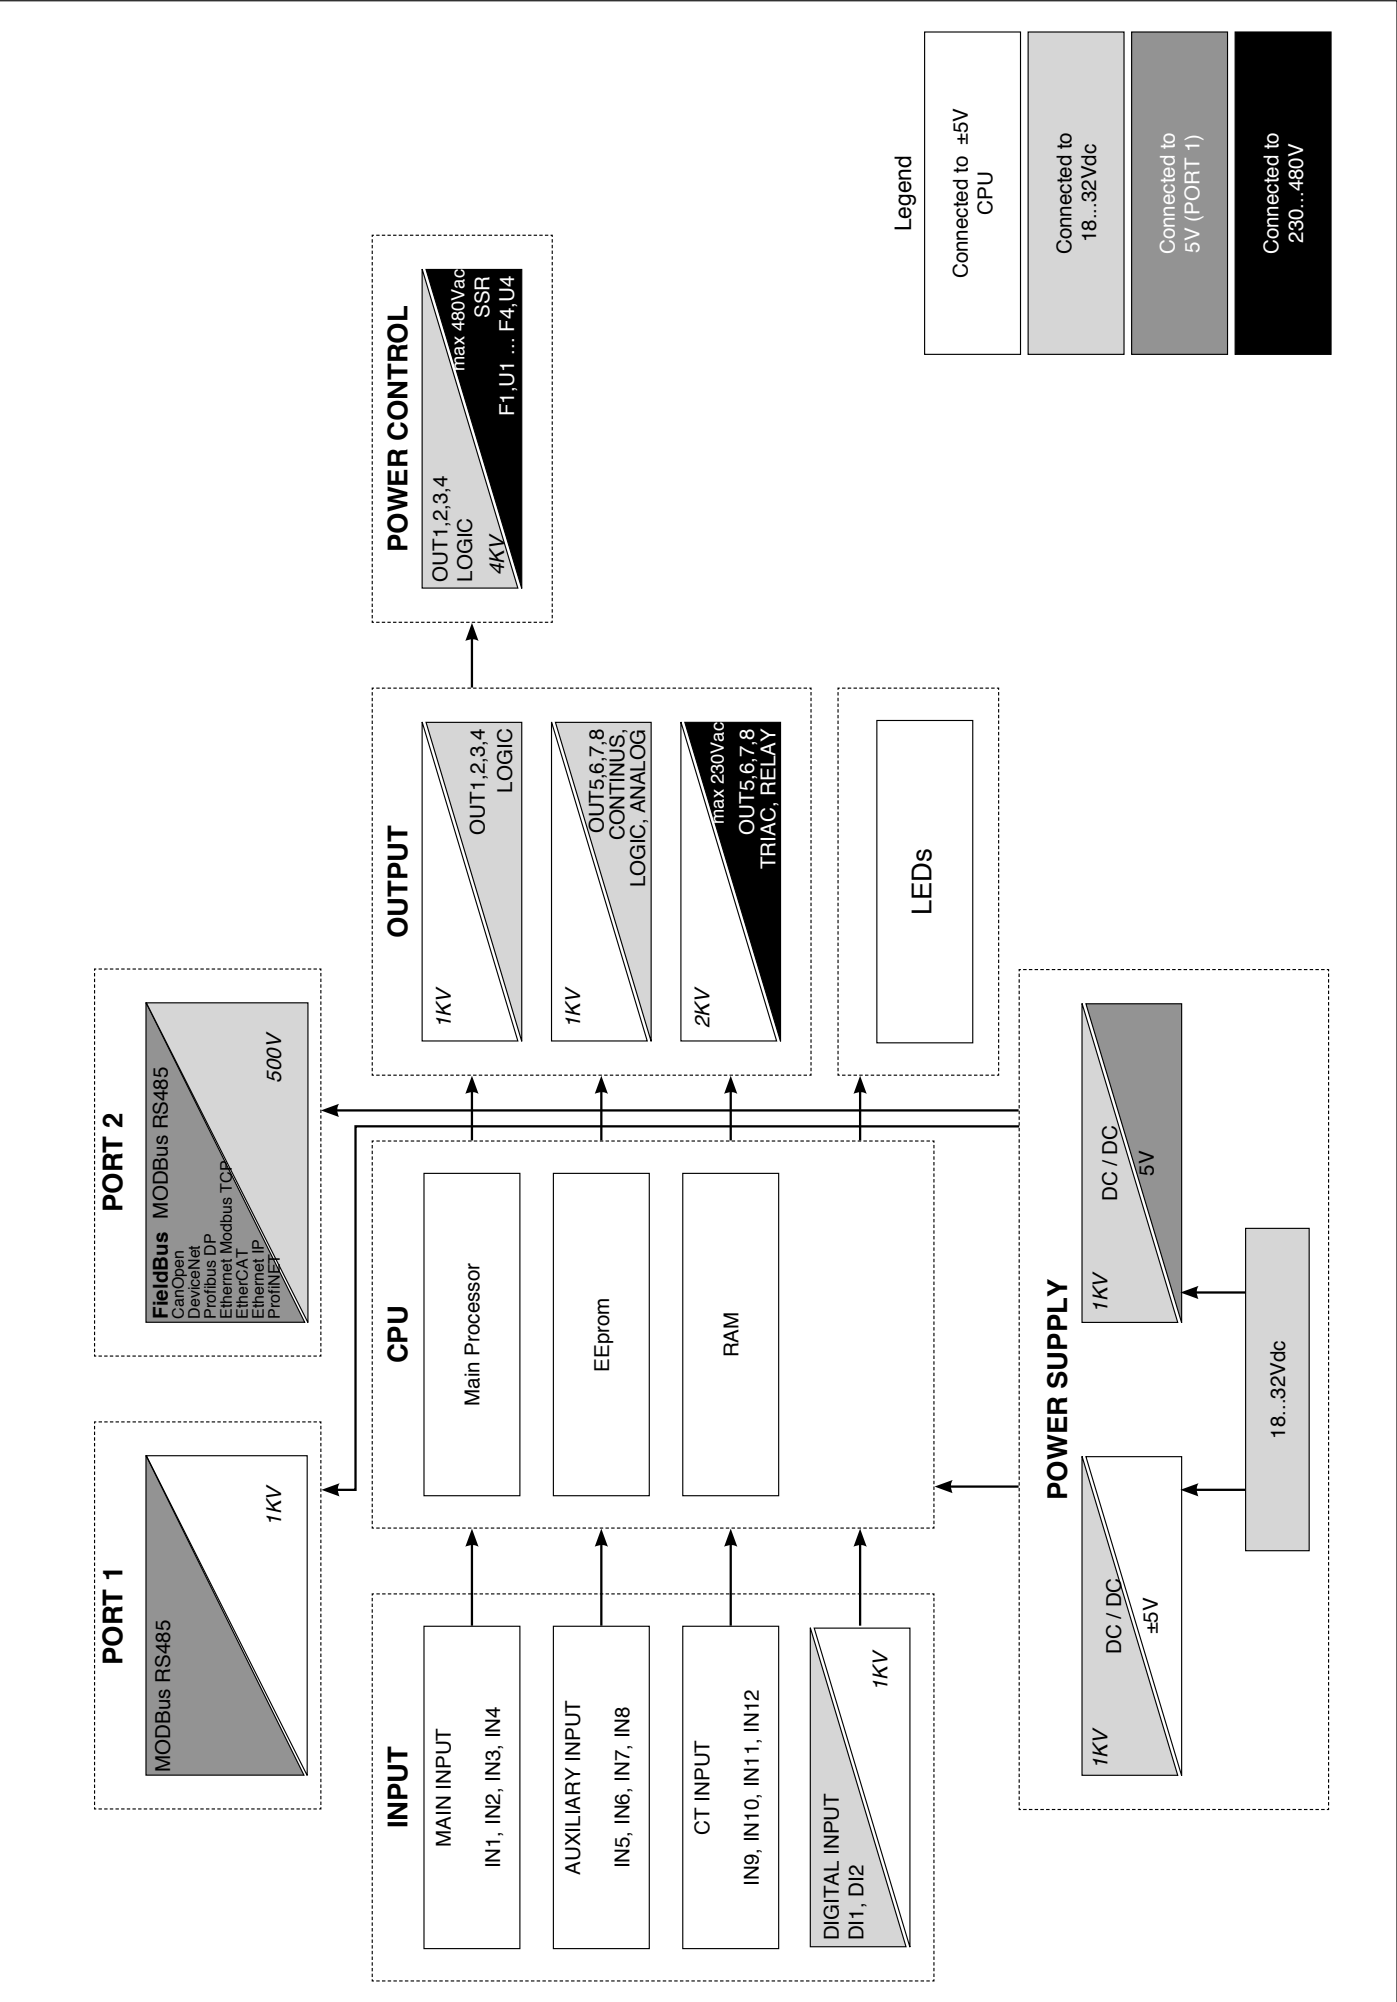 PORT 1
MODBus RS485
1KV
PORT 2
FieldBus MODBus RS485
CanOpen
DeviceNet
Profibus DP
Ethernet Modbus TCP
EtherCAT
Ethernet IP
ProfiNET
500V
INPUT
MAIN INPUT
IN1, IN2, IN3, IN4
AUXILIARY INPUT
IN5, IN6, IN7, IN8
CT INPUT
IN9, IN10, IN11, IN12
DIGITAL INPUT
DI1, DI2
1KV
CPU
Main Processor
EEprom
RAM
OUTPUT
1KV
OUT1,2,3,4
LOGIC
1KV
OUT5,6,7,8
CONTINUS,
LOGIC, ANALOG
2KV
max 230Vac
OUT5,6,7,8
TRIAC, RELAY
LEDs
POWER CONTROL
OUT1,2,3,4
LOGIC
4KV
max 480Vac
SSR
F1,U1 ... F4,U4
POWER SUPPLY
1KV
DC / DC
±5V
1KV
DC / DC
5V
18...32Vdc
Legend
Connected to ±5V
CPU
Connected to
18...32Vdc
Connected to
5V (PORT 1)
Connected to
230...480V